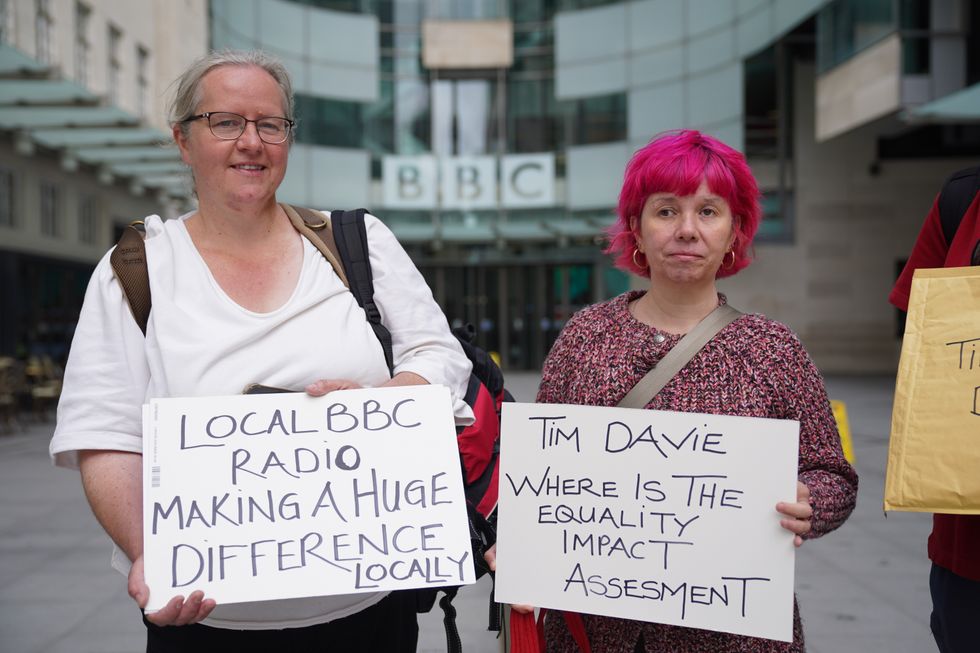 BBC
LOCAL BBC
RADIO
MAKING A HUGE
DIFFERENCE
LOCALLY
TIM DAVIE
WHERE IS THE
EQUALITY
IMPACT
ASSESMENT